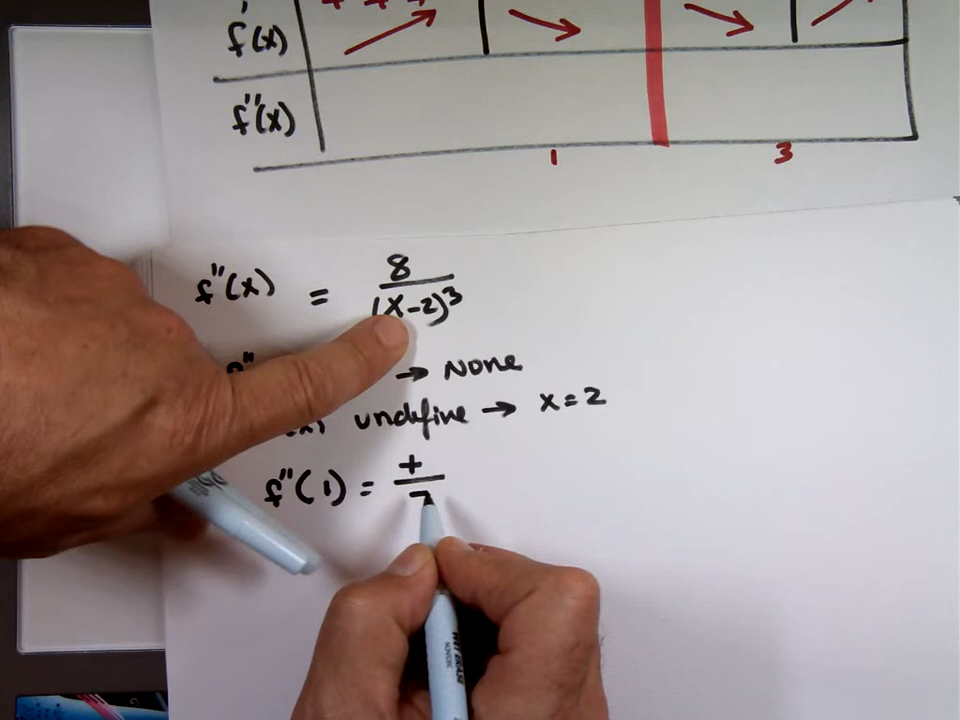 + + +
f'(x)
f''(x)
1 3
f''(x) = 8/(x-2)³
f'' → None
(x) undefine → x=2
f''(1) = +/